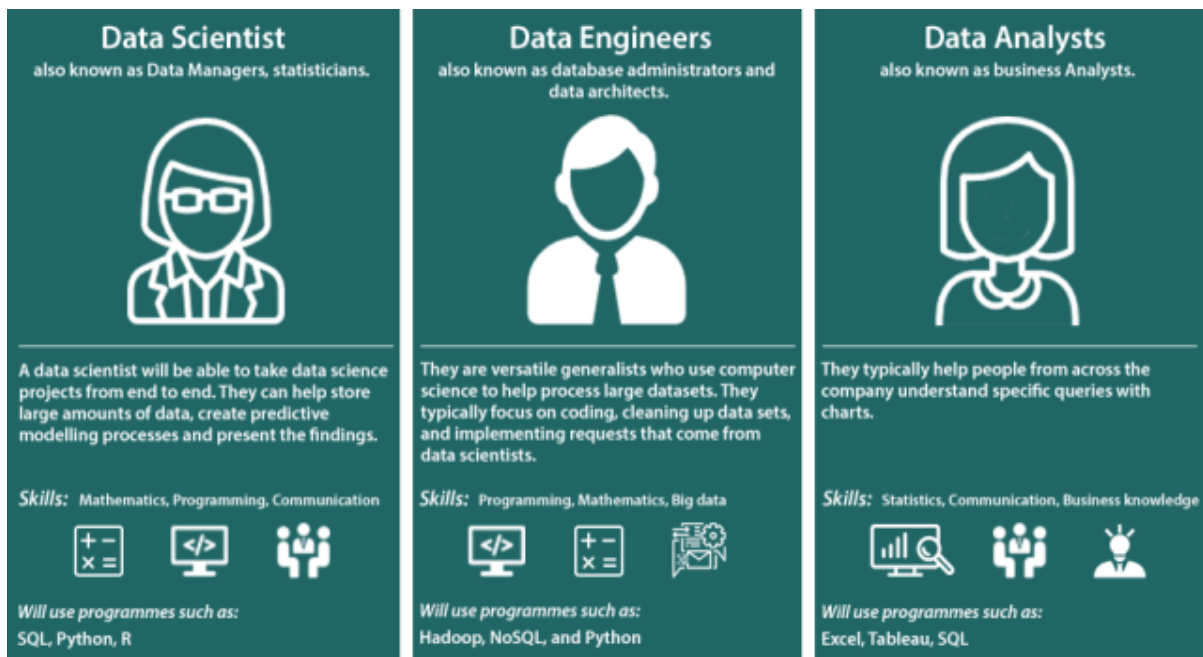 Data Scientist
also known as Data Managers, statisticians.
A data scientist will be able to take data science
projects from end to end. They can help store
large amounts of data, create predictive
modelling processes and present the findings.
Skills: Mathematics, Programming, Communication
+ -
× =
</>
Will use programmes such as:
SQL, Python, R
Data Engineers
also known as database administrators and
data architects.
They are versatile generalists who use computer
science to help process large datasets. They
typically focus on coding, cleaning up data sets,
and implementing requests that come from
data scientists.
Skills: Programming, Mathematics, Big data
</>
+ -
× =
Will use programmes such as:
Hadoop, NoSQL, and Python
Data Analysts
also known as business Analysts.
They typically help people from across the
company understand specific queries with
charts.
Skills: Statistics, Communication, Business knowledge
Will use programmes such as:
Excel, Tableau, SQL